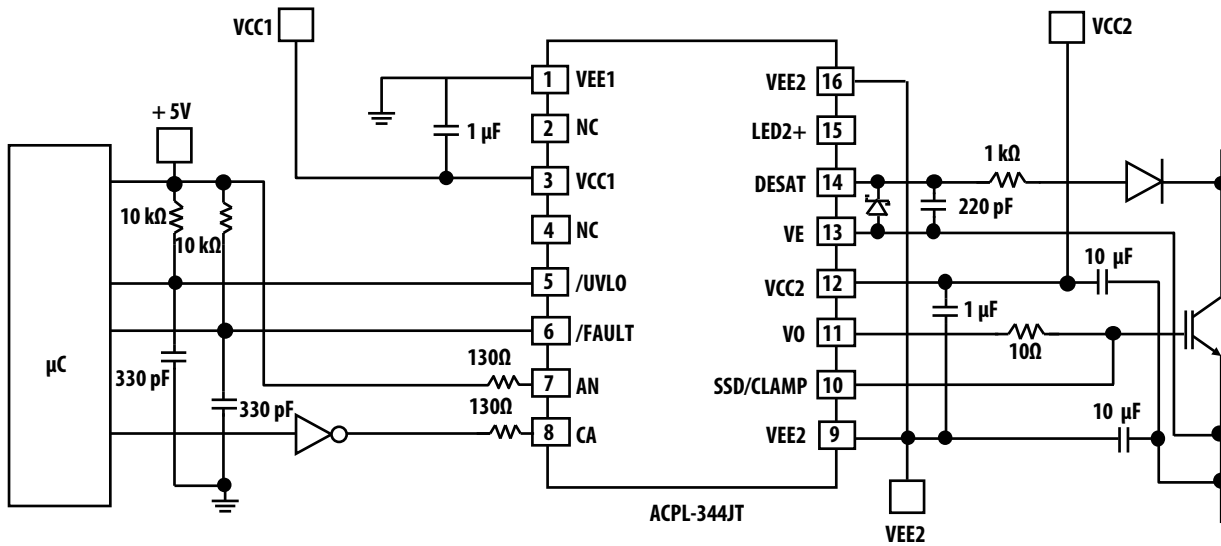 VCC1
VCC2
+ 5V
1 VEE1
16 VEE2
1 µF
2 NC
15 LED2+
1 kΩ
3 VCC1
14 DESAT
10 kΩ
220 pF
10 kΩ
4 NC
13 VE
10 µF
5 /UVLO
12 VCC2
1 µF
6 /FAULT
11 VO
10Ω
µC
330 pF
130Ω
7 AN
10 SSD/CLAMP
130Ω
330 pF
10 µF
8 CA
9 VEE2
ACPL-344JT
VEE2